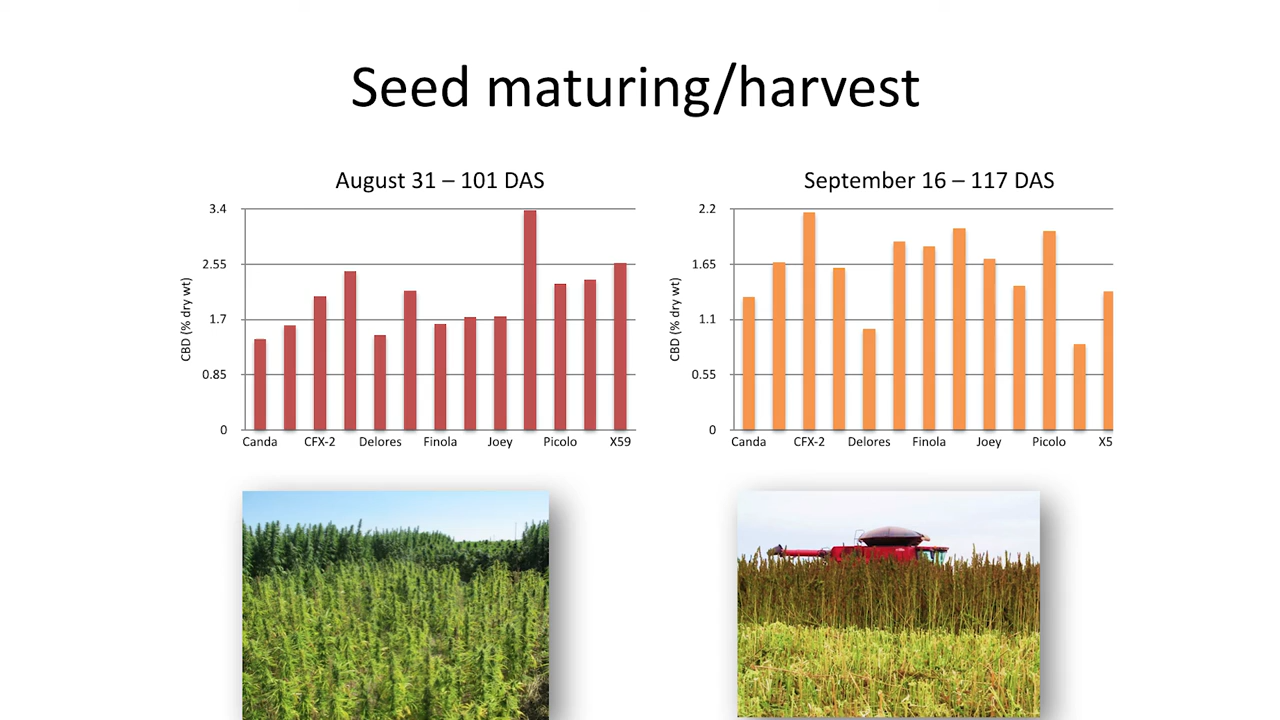 Seed maturing/harvest
August 31 – 101 DAS
3.4
2.55
1.7
0.85
0
CBD (% dry wt)
Canda CFX-2 Delores Finola Joey Picolo X59
September 16 – 117 DAS
2.2
1.65
1.1
0.55
0
CBD (% dry wt)
Canda CFX-2 Delores Finola Joey Picolo X5